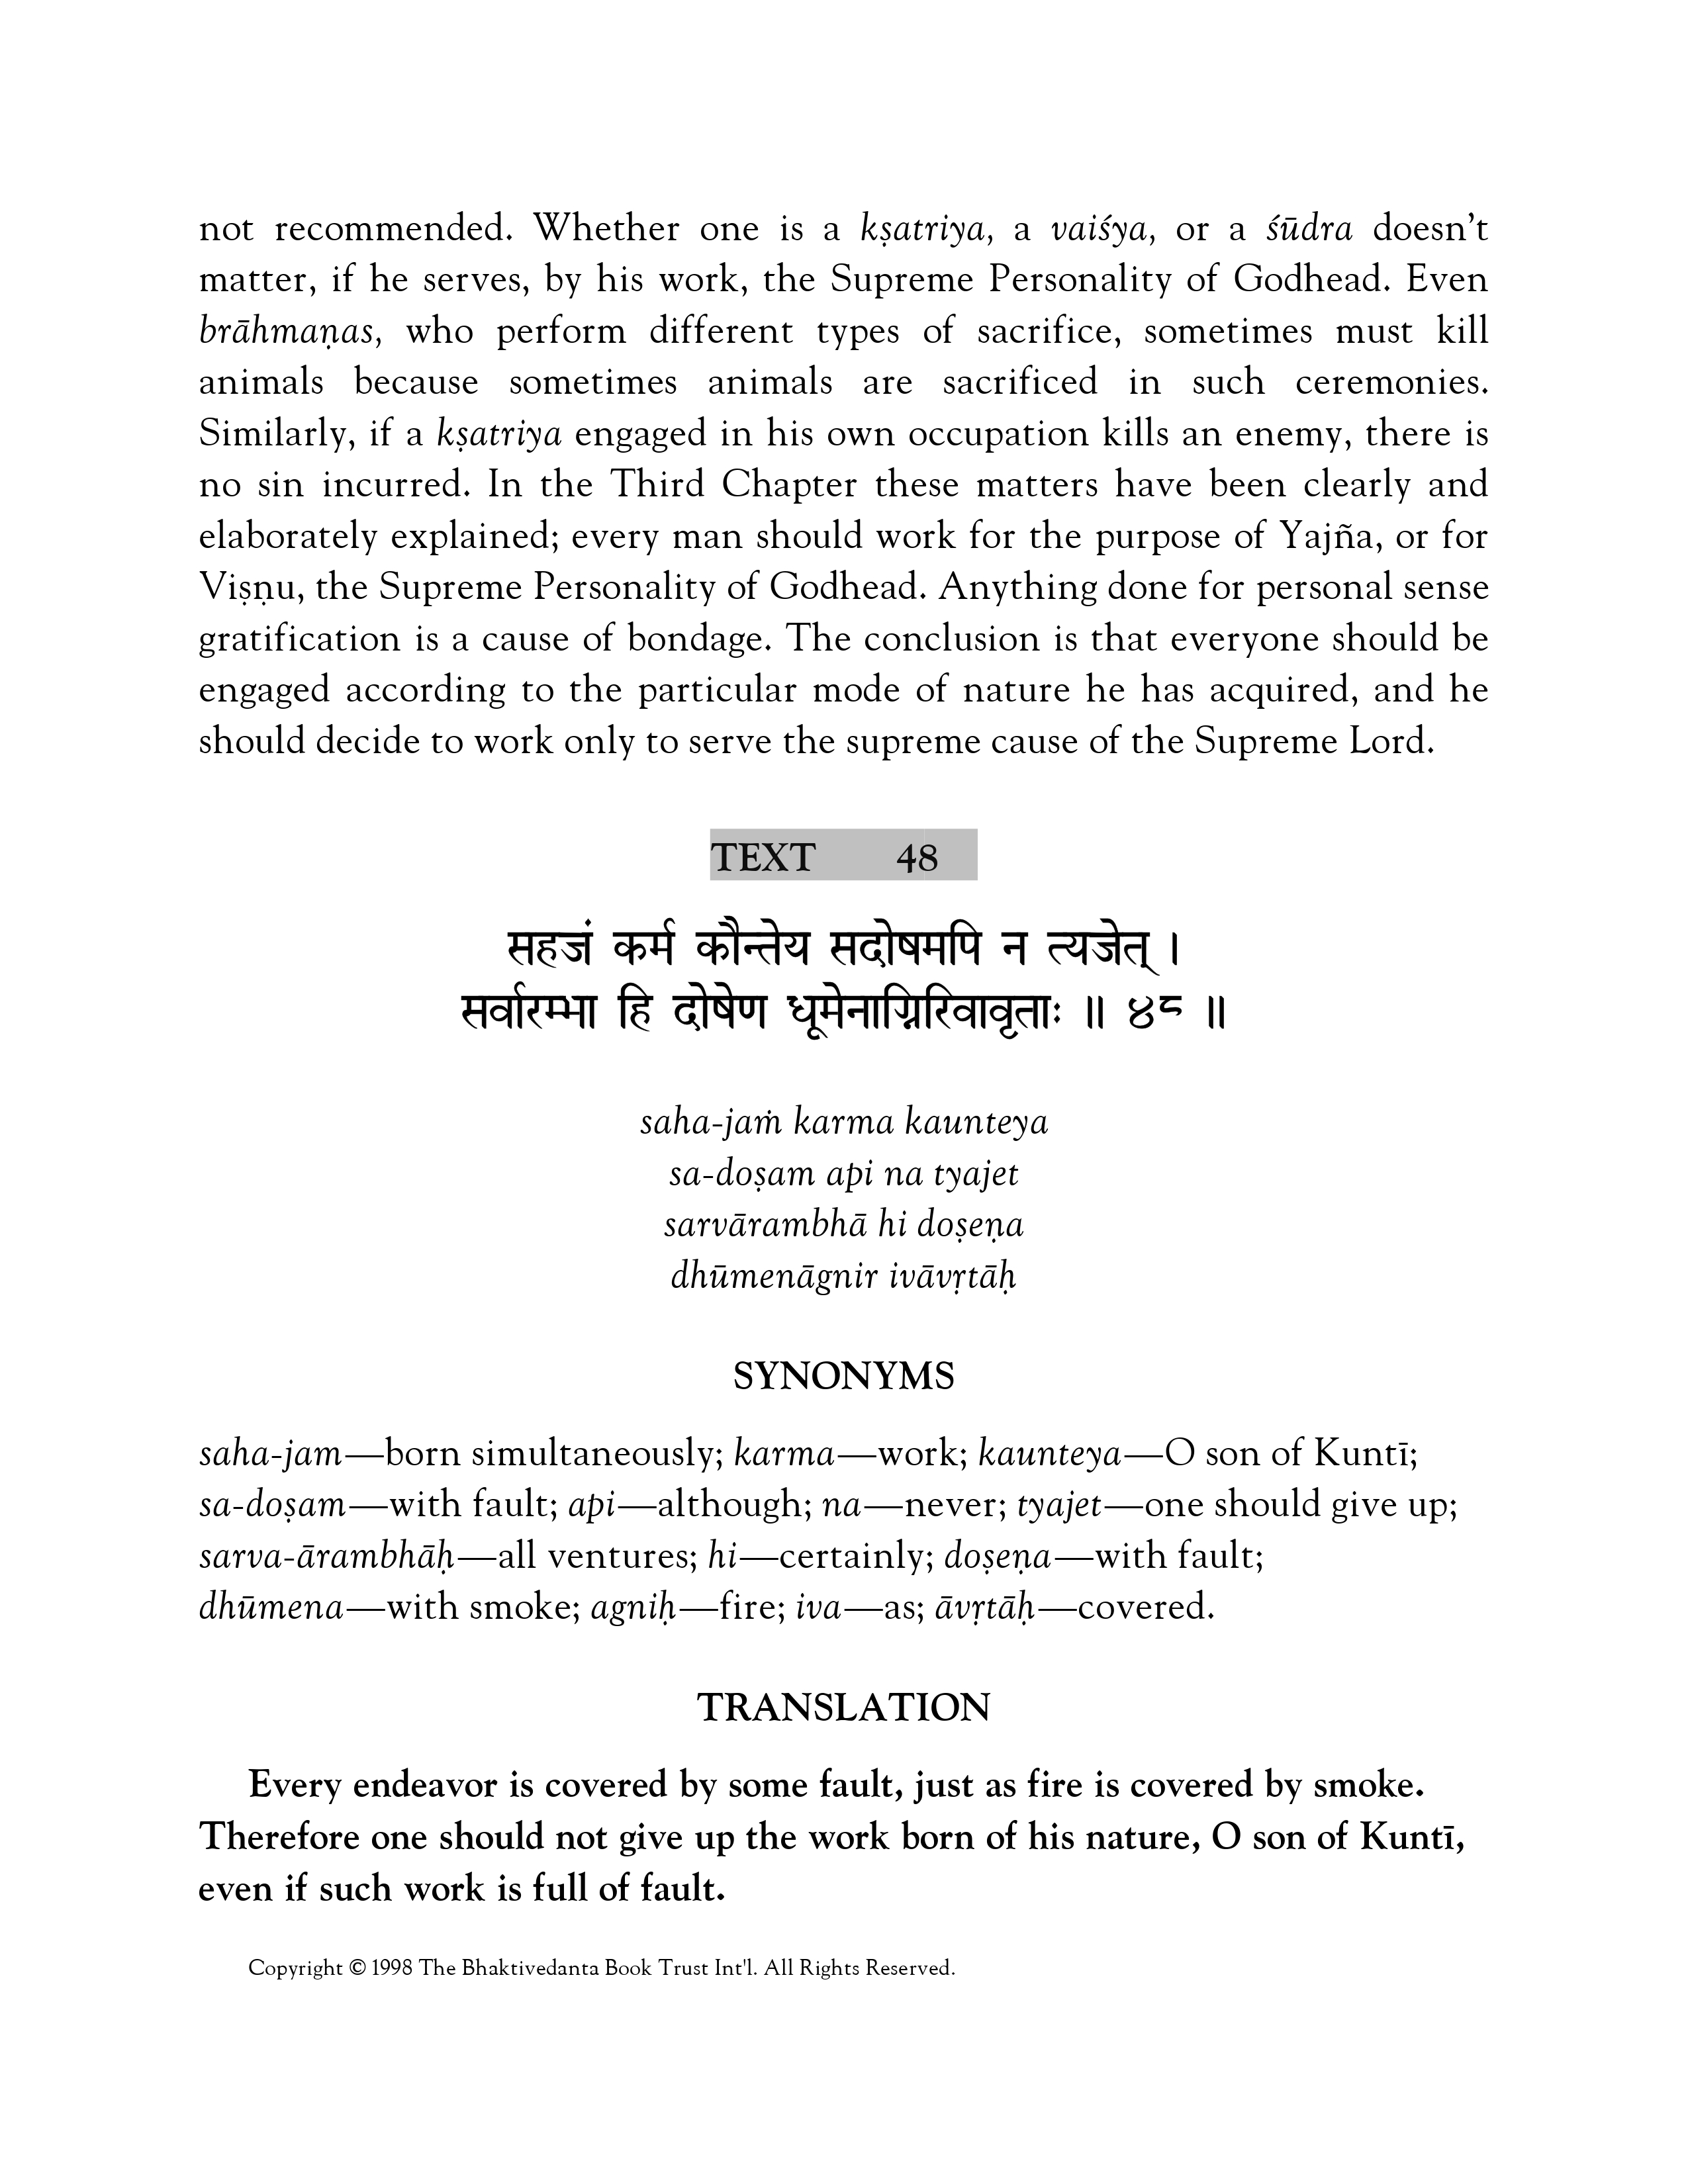 not recommended. Whether one is a kṣatriya, a vaiśya, or a śūdra doesn’t
matter, if he serves, by his work, the Supreme Personality of Godhead. Even
brāhmaṇas, who perform different types of sacrifice, sometimes must kill
animals because sometimes animals are sacrificed in such ceremonies.
Similarly, if a kṣatriya engaged in his own occupation kills an enemy, there is
no sin incurred. In the Third Chapter these matters have been clearly and
elaborately explained; every man should work for the purpose of Yajña, or for
Viṣṇu, the Supreme Personality of Godhead. Anything done for personal sense
gratification is a cause of bondage. The conclusion is that everyone should be
engaged according to the particular mode of nature he has acquired, and he
should decide to work only to serve the supreme cause of the Supreme Lord.
TEXT 48
सहजं कर्म कौन्तेय सदोषमपि न त्यजेत् ।
सर्वारम्भा हि दोषेण धूमेनाग्निरिवावृताः ॥ ४८ ॥
saha-jaṁ karma kaunteya
sa-doṣam api na tyajet
sarvārambhā hi doṣeṇa
dhūmenāgnir ivāvṛtāḥ
SYNONYMS
saha-jam—born simultaneously; karma—work; kaunteya—O son of Kuntī;
sa-doṣam—with fault; api—although; na—never; tyajet—one should give up;
sarva-ārambhāḥ—all ventures; hi—certainly; doṣeṇa—with fault;
dhūmena—with smoke; agniḥ—fire; iva—as; āvṛtāḥ—covered.
TRANSLATION
Every endeavor is covered by some fault, just as fire is covered by smoke.
Therefore one should not give up the work born of his nature, O son of Kuntī,
even if such work is full of fault.
Copyright © 1998 The Bhaktivedanta Book Trust Int'l. All Rights Reserved.